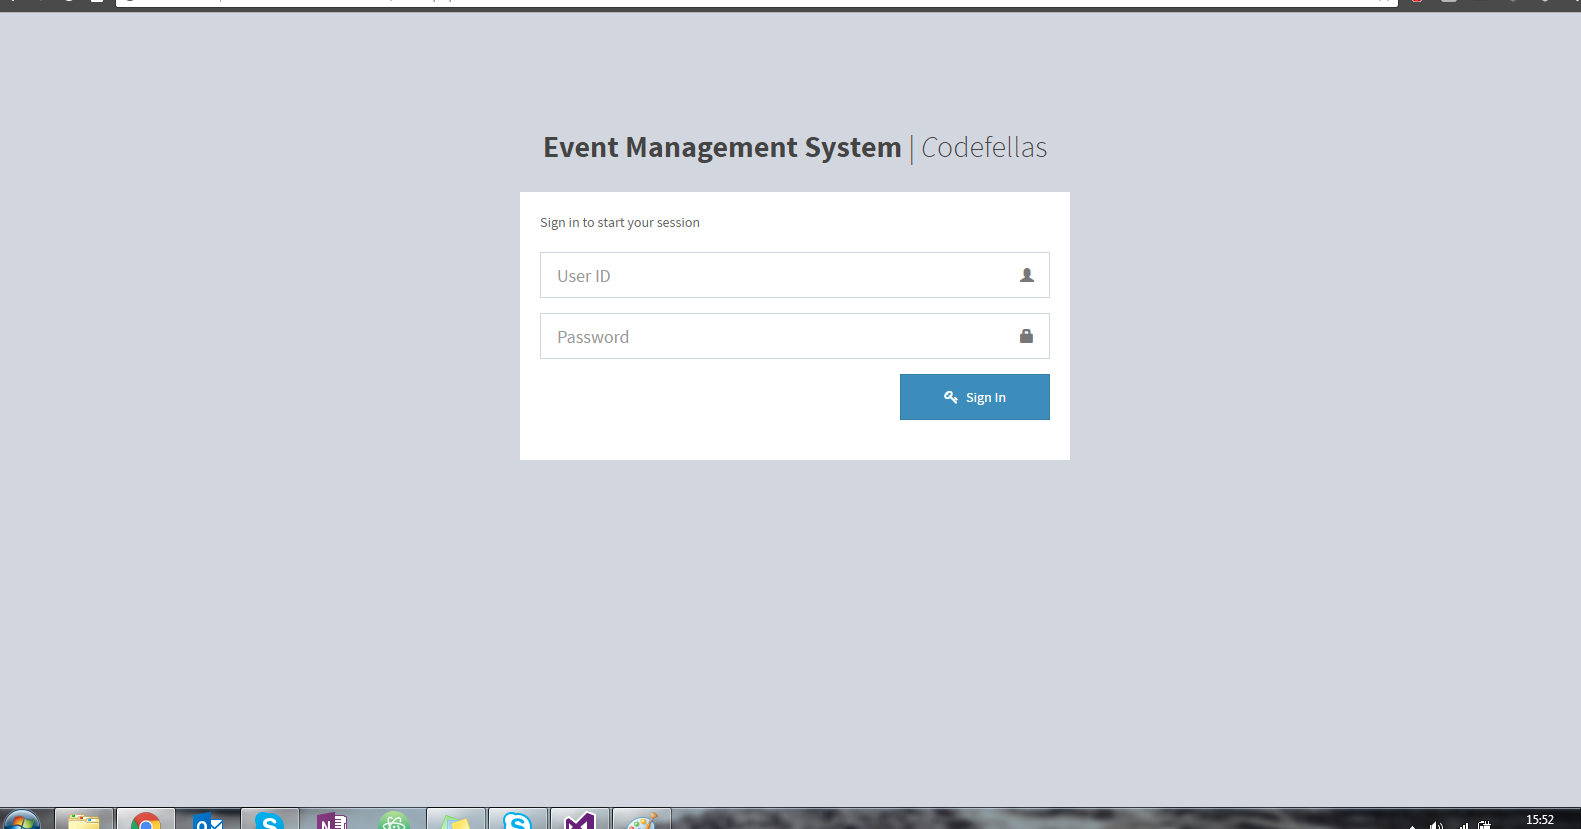 Event Management System | Codefellas
Sign in to start your session
User ID
Password
Sign In
15:52